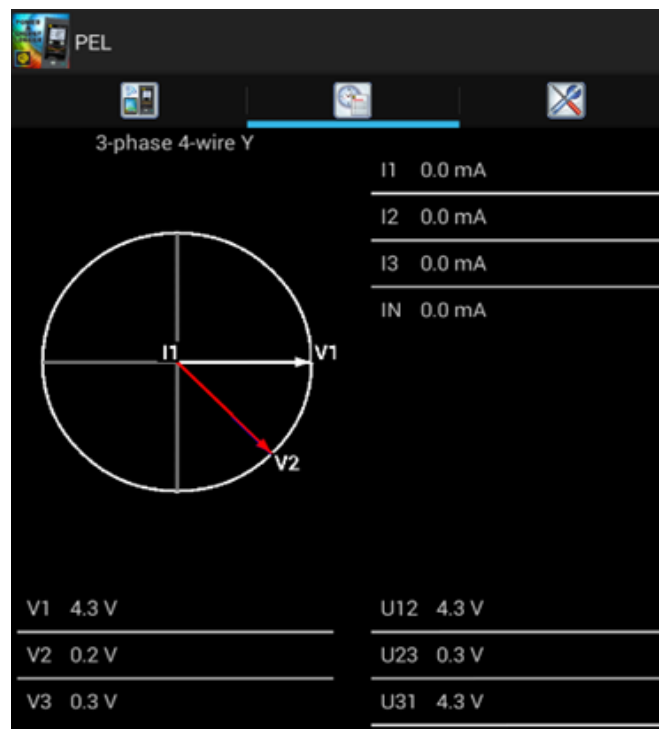 PEL
3-phase 4-wire Y
I1 0.0 mA
I2 0.0 mA
I3 0.0 mA
IN 0.0 mA
I1
V1
V2
V1 4.3 V
V2 0.2 V
V3 0.3 V
U12 4.3 V
U23 0.3 V
U31 4.3 V